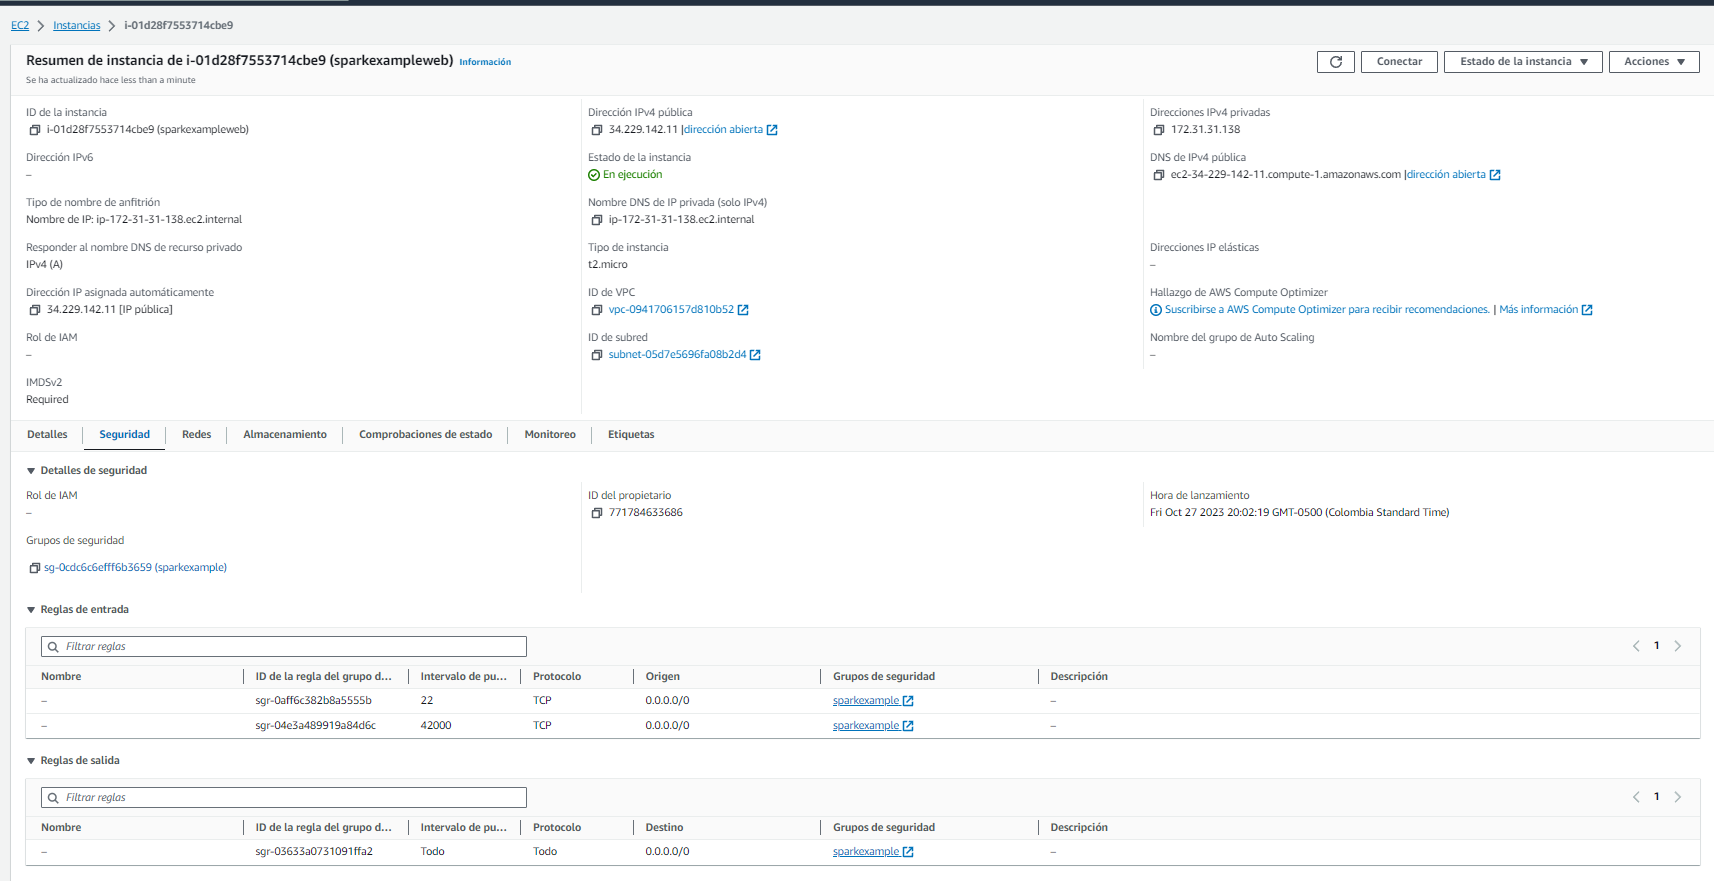 EC2 > Instancias > i-01d28f7553714cbe9
Resumen de instancia de i-01d28f7553714cbe9 (sparkexampleweb) Información
Se ha actualizado hace less than a minute
Conectar
Estado de la instancia
Acciones
ID de la instancia
i-01d28f7553714cbe9 (sparkexampleweb)
Dirección IPv4 pública
34.229.142.11 |dirección abierta
Direcciones IPv4 privadas
172.31.31.138
Dirección IPv6
–
Estado de la instancia
En ejecución
DNS de IPv4 pública
ec2-34-229-142-11.compute-1.amazonaws.com |dirección abierta
Tipo de nombre de anfitrión
Nombre de IP: ip-172-31-31-138.ec2.internal
Nombre DNS de IP privada (solo IPv4)
ip-172-31-31-138.ec2.internal
Responder al nombre DNS de recurso privado
IPv4 (A)
Tipo de instancia
t2.micro
Direcciones IP elásticas
–
Dirección IP asignada automáticamente
34.229.142.11 [IP pública]
ID de VPC
vpc-0941706157d810b52
Hallazgo de AWS Compute Optimizer
Suscribirse a AWS Compute Optimizer para recibir recomendaciones. | Más información
Rol de IAM
–
ID de subred
subnet-05d7e5696fa08b2d4
Nombre del grupo de Auto Scaling
–
IMDSv2
Required
Detalles Seguridad Redes Almacenamiento Comprobaciones de estado Monitoreo Etiquetas
Detalles de seguridad
Rol de IAM
–
ID del propietario
771784633686
Hora de lanzamiento
Fri Oct 27 2023 20:02:19 GMT-0500 (Colombia Standard Time)
Grupos de seguridad
sg-0cdc6c6efff6b3659 (sparkexample)
Reglas de entrada
Filtrar reglas
1
Nombre ID de la regla del grupo d... Intervalo de pu... Protocolo Origen Grupos de seguridad Descripción
– sgr-0aff6c382b8a5555b 22 TCP 0.0.0.0/0 sparkexample –
– sgr-04e3a489919a84d6c 42000 TCP 0.0.0.0/0 sparkexample –
Reglas de salida
Filtrar reglas
1
Nombre ID de la regla del grupo d... Intervalo de pu... Protocolo Destino Grupos de seguridad Descripción
– sgr-03633a0731091ffa2 Todo Todo 0.0.0.0/0 sparkexample –